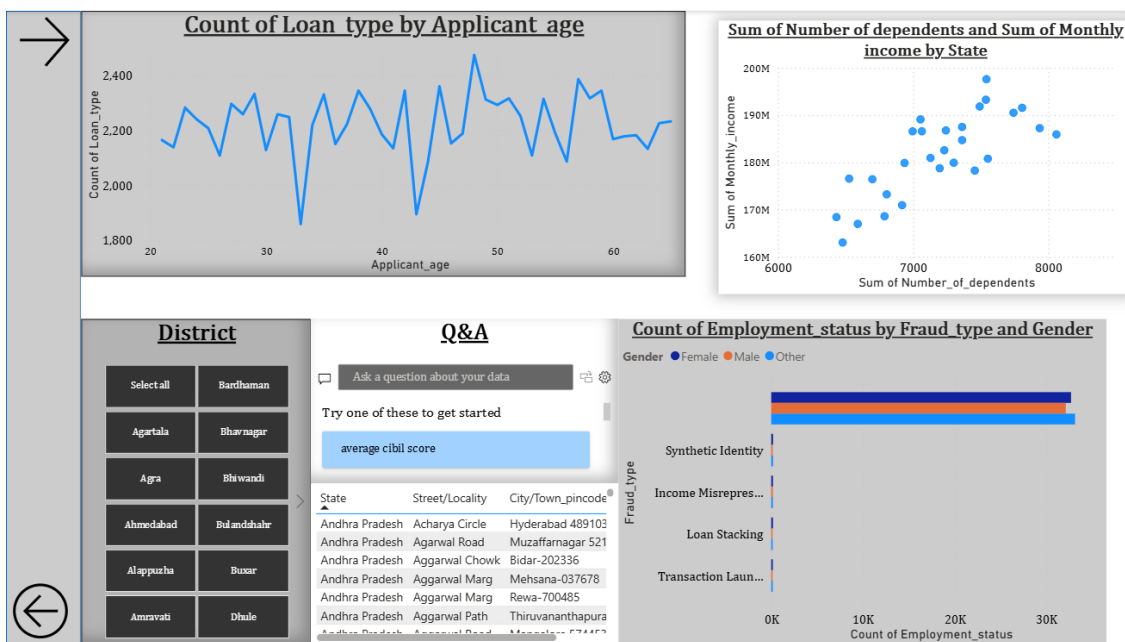 Count of Loan_type by Applicant_age
Count of Loan_type
2,400
2,200
2,000
1,800
20
30
40
50
60
Applicant_age
Sum of Number of dependents and Sum of Monthly
income by State
Sum of Monthly_income
200M
190M
180M
170M
160M
6000
7000
8000
Sum of Number_of_dependents
District
Select all
Bardhaman
Agartala
Bhavnagar
Agra
Bhiwandi
Ahmedabad
Bulandshahr
Alappuzha
Buxar
Amravati
Dhule
Q&A
Ask a question about your data
Try one of these to get started
average cibil score
State Street/Locality City/Town_pincode
Andhra Pradesh Acharya Circle Hyderabad 489103
Andhra Pradesh Agarwal Road Muzaffarnagar 521
Andhra Pradesh Aggarwal Chowk Bidar-202336
Andhra Pradesh Aggarwal Marg Mehsana-037678
Andhra Pradesh Aggarwal Marg Rewa-700485
Andhra Pradesh Aggarwal Path Thiruvananthapura
Andhra Pradesh Aggarwal Road
Count of Employment_status by Fraud_type and Gender
Gender Female Male Other
Fraud_type
Synthetic Identity
Income Misrepres...
Loan Stacking
Transaction Laun...
0K
10K
20K
30K
Count of Employment_status